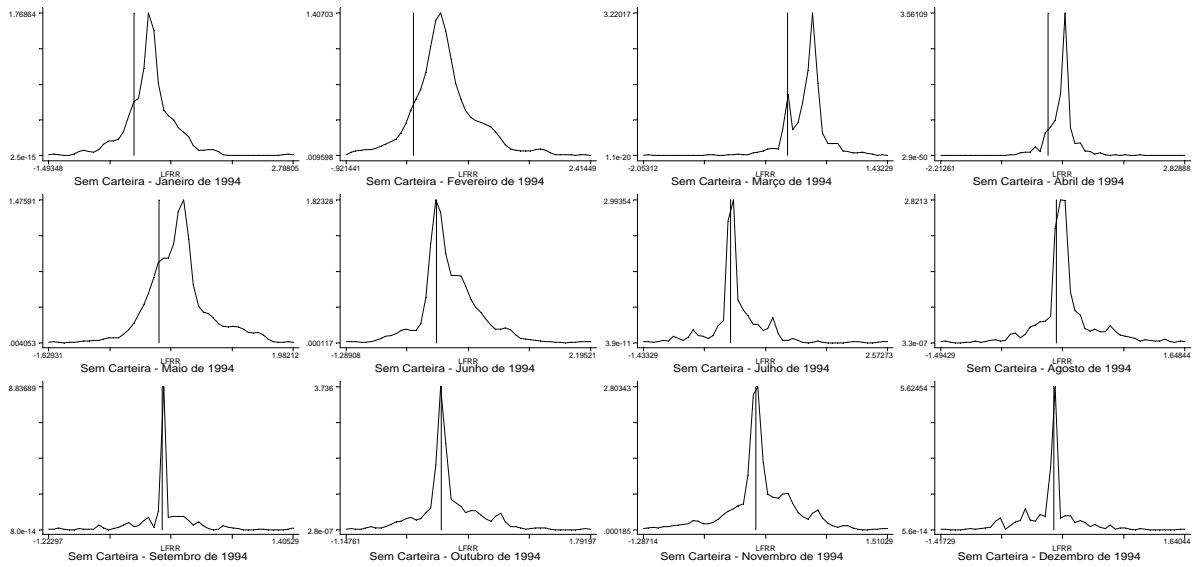 1.76864
2.5e-15
-1.49348
2.78805
LFRR
Sem Carteira - Janeiro de 1994
1.40703
.009598
-.921441
2.41449
LFRR
Sem Carteira - Fevereiro de 1994
3.22017
1.1e-20
-2.05312
1.43229
LFRR
Sem Carteira - Março de 1994
3.56109
2.9e-50
-2.21261
2.82888
LFRR
Sem Carteira - Abril de 1994
1.47591
.004053
-1.62931
1.98212
LFRR
Sem Carteira - Maio de 1994
1.82328
.000117
-1.28908
2.19521
LFRR
Sem Carteira - Junho de 1994
2.99354
3.9e-11
-1.43329
2.57273
LFRR
Sem Carteira - Julho de 1994
2.8213
3.3e-07
-1.49429
1.64844
LFRR
Sem Carteira - Agosto de 1994
8.83689
8.0e-14
-1.22297
1.40529
LFRR
Sem Carteira - Setembro de 1994
3.736
2.8e-07
-1.14761
1.79197
LFRR
Sem Carteira - Outubro de 1994
2.80343
.000185
-1.28714
1.51029
LFRR
Sem Carteira - Novembro de 1994
5.62454
5.6e-14
-1.41729
1.64044
LFRR
Sem Carteira - Dezembro de 1994